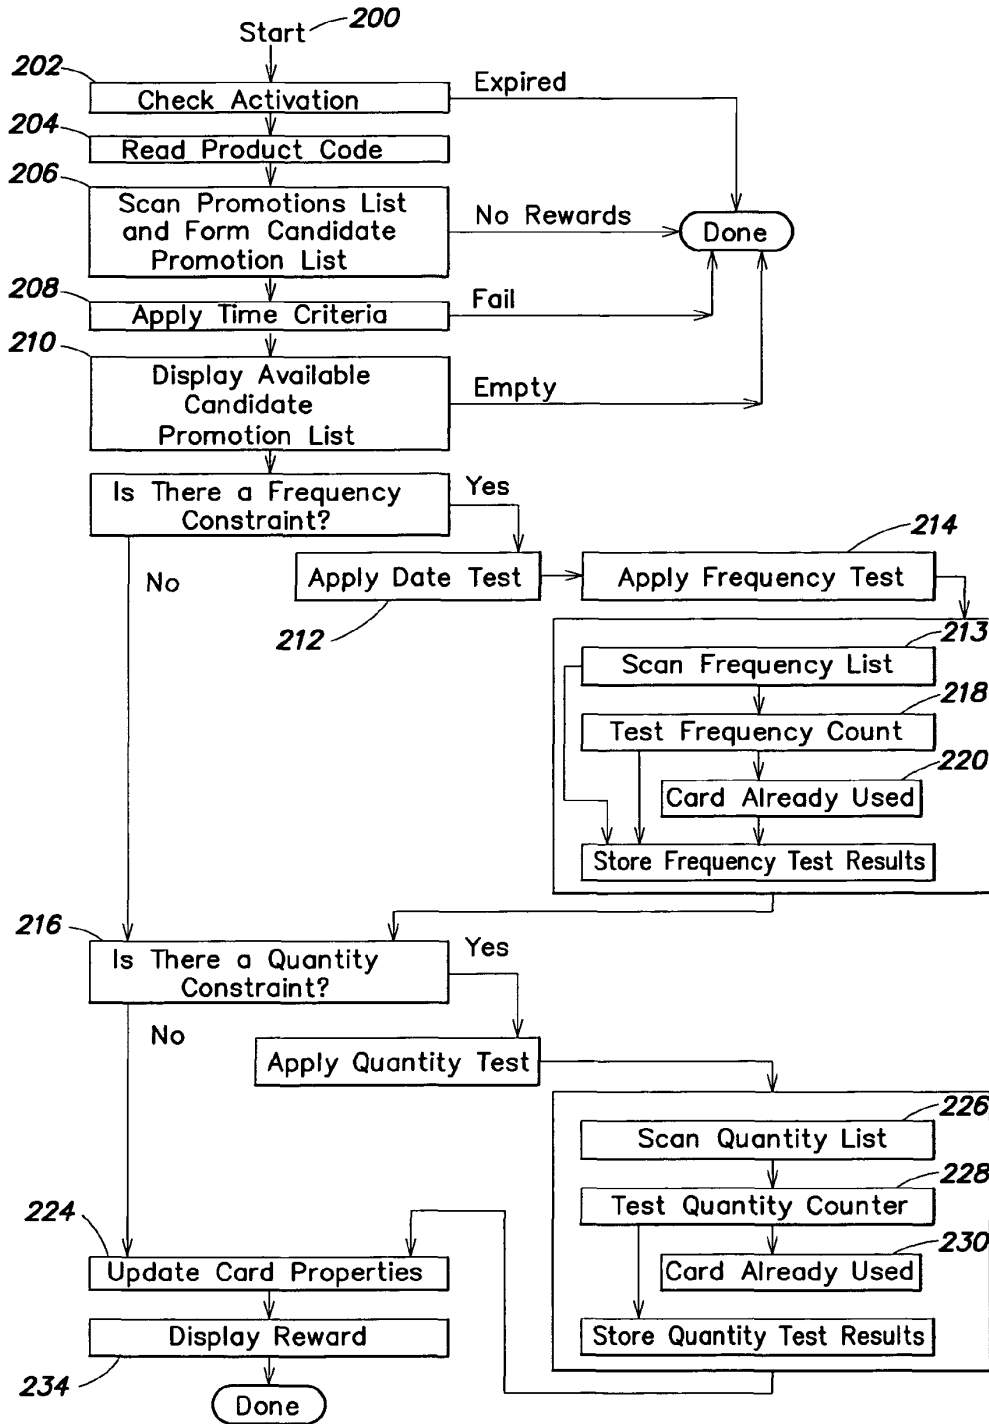 Start 200
202
Check Activation
Expired
204
Read Product Code
206
Scan Promotions List
and Form Candidate
Promotion List
No Rewards
Done
208
Apply Time Criteria
Fail
210
Display Available
Candidate
Promotion List
Empty
Is There a Frequency
Constraint?
Yes
No
Apply Date Test
212
Apply Frequency Test
214
213
Scan Frequency List
218
Test Frequency Count
220
Card Already Used
Store Frequency Test Results
216
Is There a Quantity
Constraint?
Yes
No
Apply Quantity Test
226
Scan Quantity List
228
Test Quantity Counter
230
Card Already Used
Store Quantity Test Results
224
Update Card Properties
Display Reward
234
Done